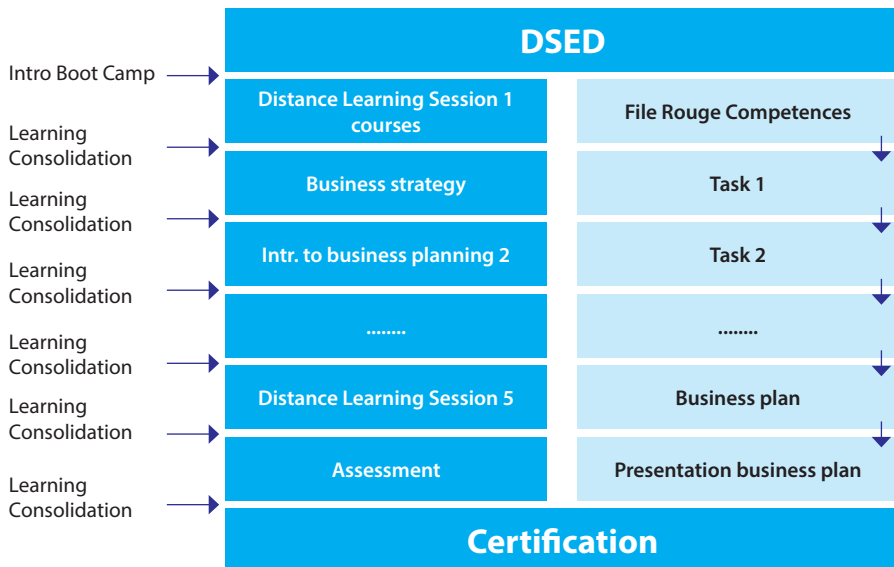 DSED
Intro Boot Camp
Distance Learning Session 1
courses
File Rouge Competences
Learning
Consolidation
Business strategy
Task 1
Learning
Consolidation
Intr. to business planning 2
Task 2
Learning
Consolidation
........
........
Learning
Consolidation
Distance Learning Session 5
Business plan
Learning
Consolidation
Assessment
Presentation business plan
Learning
Consolidation
Certification